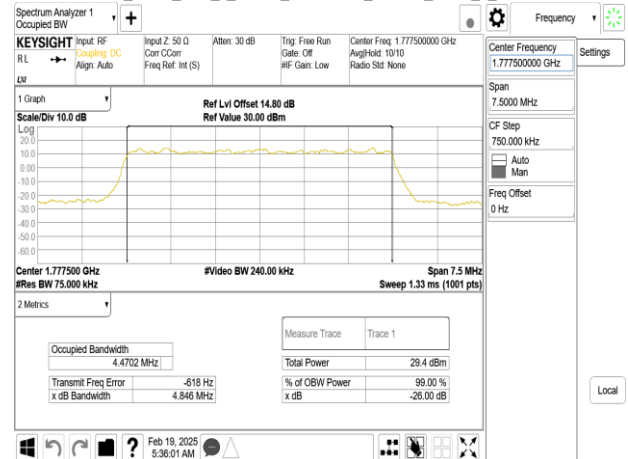 Spectrum Analyzer 1
Occupied BW
+
Frequency
KEYSIGHT
RL
LXI
Input: RF
Coupling: DC
Align: Auto
Input Z: 50 Ω
Corr CCorr
Freq Ref: Int (S)
Atten: 30 dB
Trig: Free Run
Gate: Off
#IF Gain: Low
Center Freq: 1.777500000 GHz
Avg|Hold: 10/10
Radio Std: None
Center Frequency
1.777500000 GHz
Settings
Span
7.5000 MHz
CF Step
750.000 kHz
Auto
Man
Freq Offset
0 Hz
Local
1 Graph
Scale/Div 10.0 dB
Ref Lvl Offset 14.80 dB
Ref Value 30.00 dBm
Log
20.0
10.0
0.00
-10.0
-20.0
-30.0
-40.0
-50.0
-60.0
Center 1.777500 GHz
#Video BW 240.00 kHz
Span 7.5 MHz
#Res BW 75.000 kHz
Sweep 1.33 ms (1001 pts)
2 Metrics
Measure Trace
Trace 1
Occupied Bandwidth
4.4702 MHz
Total Power
29.4 dBm
Transmit Freq Error
-618 Hz
% of OBW Power
99.00 %
x dB Bandwidth
4.846 MHz
x dB
-26.00 dB
?
Feb 19, 2025
5:36:01 AM